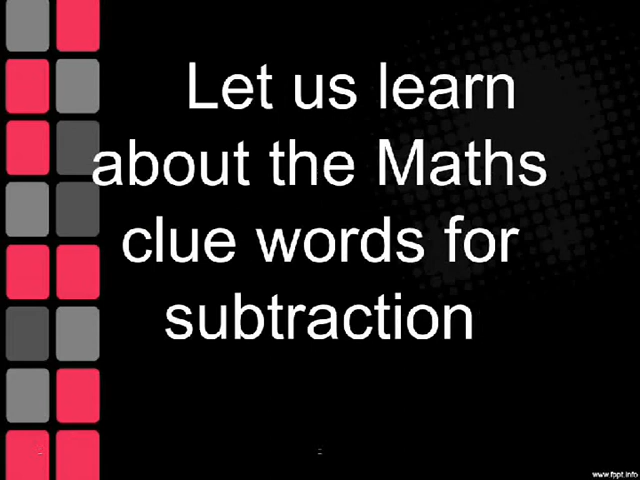 Let us learn
about the Maths
clue words for
subtraction
www.fppt.info